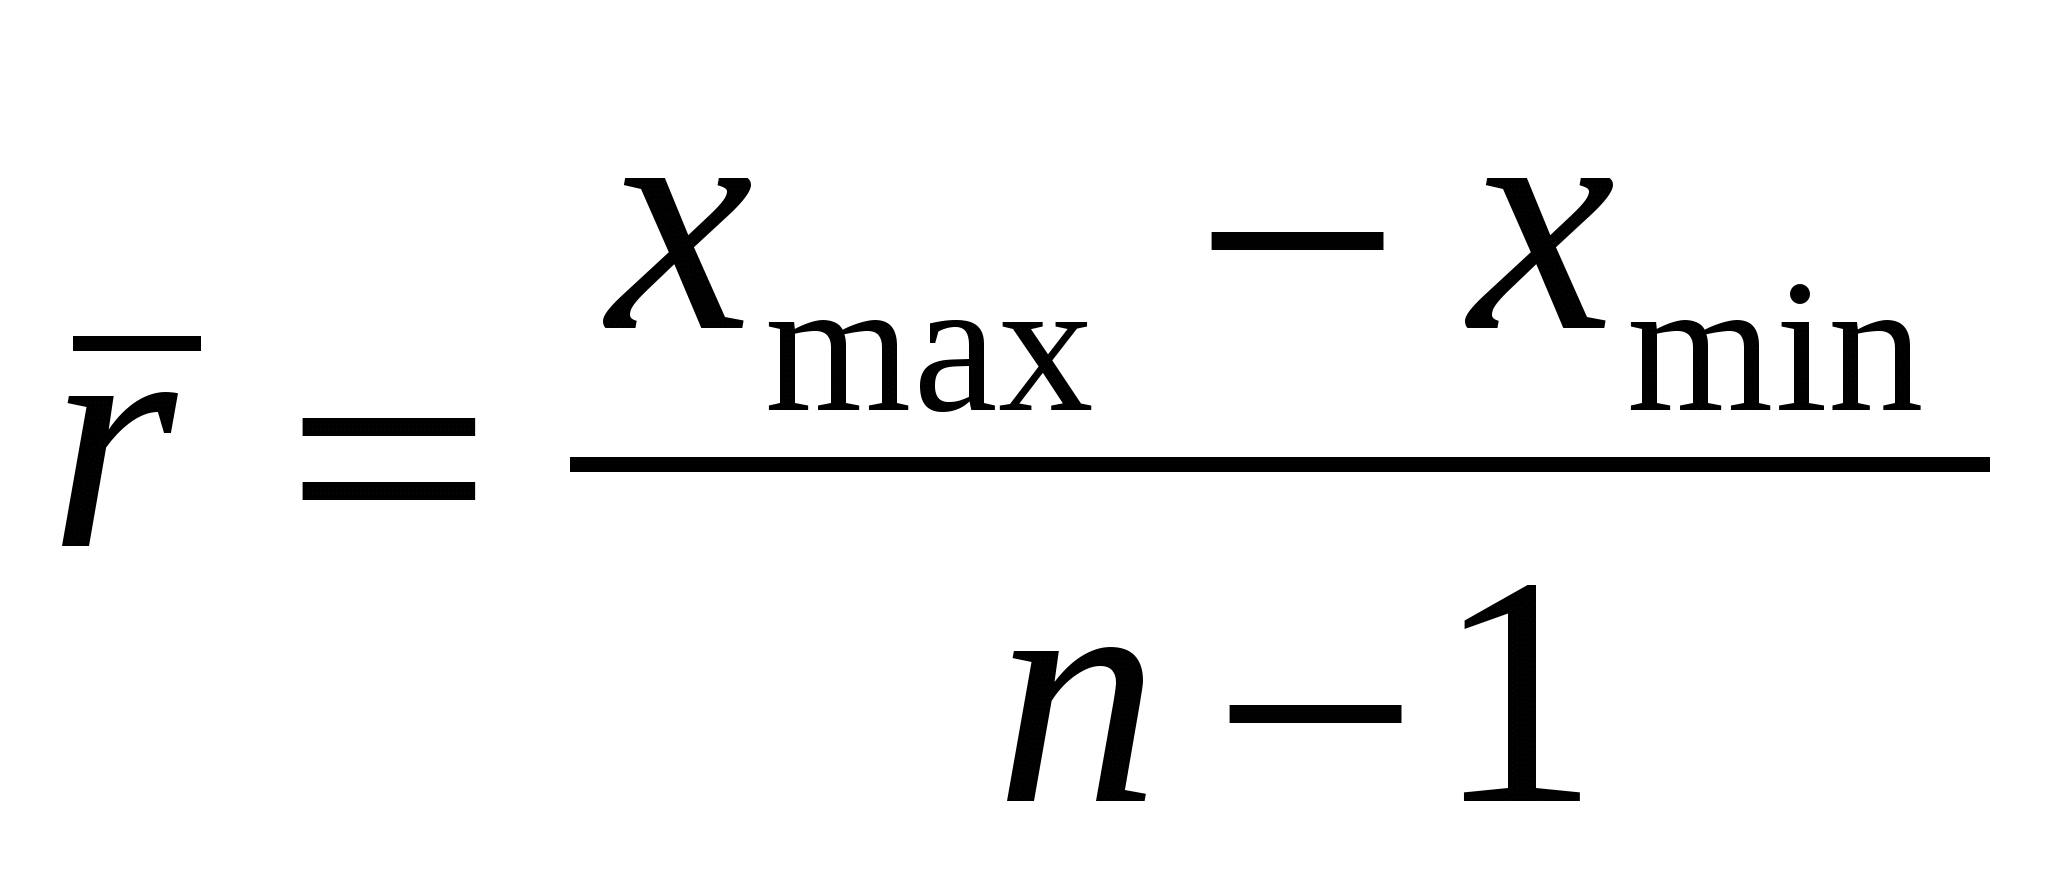 r̅ = (x_max − x_min) / (n − 1)